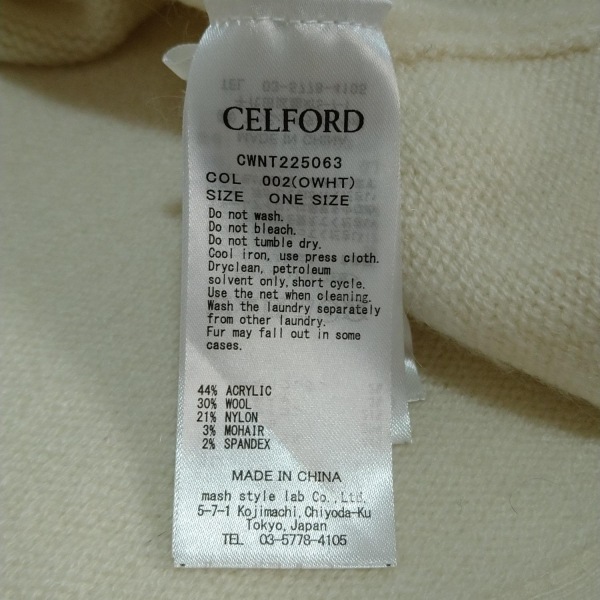 CELFORD
CWNT225063
COL 002(OWHT)
SIZE ONE SIZE
Do not wash.
Do not bleach.
Do not tumble dry.
Cool iron, use press cloth.
Dryclean, petroleum
solvent only,short cycle.
Use the net when cleaning.
Wash the laundry separately
from other laundry.
Fur may fall out in some
cases.
44% ACRYLIC
30% WOOL
21% NYLON
3% MOHAIR
2% SPANDEX
MADE IN CHINA
mash style lab Co.,Ltd.
5-7-1 Kojimachi,Chiyoda-Ku
Tokyo,Japan
TEL 03-5778-4105